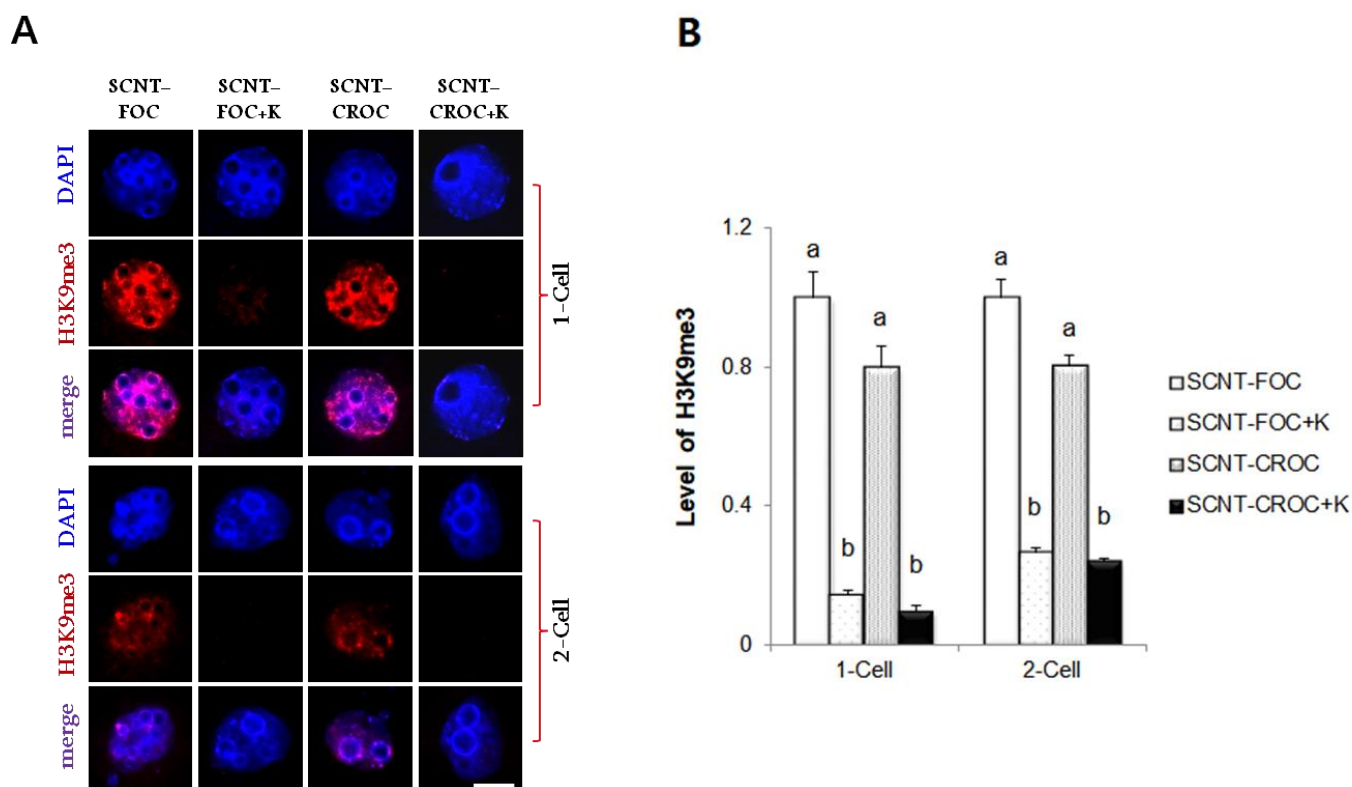 A
B
SCNT–
FOC
SCNT–
FOC+K
SCNT–
CROC
SCNT–
CROC+K
DAPI
H3K9me3
merge
1-Cell
DAPI
H3K9me3
merge
2-Cell
Level of H3K9me3
1.2
0.8
0.4
0
a
b
a
b
a
b
a
b
1-Cell
2-Cell
SCNT-FOC
SCNT-FOC+K
SCNT-CROC
SCNT-CROC+K